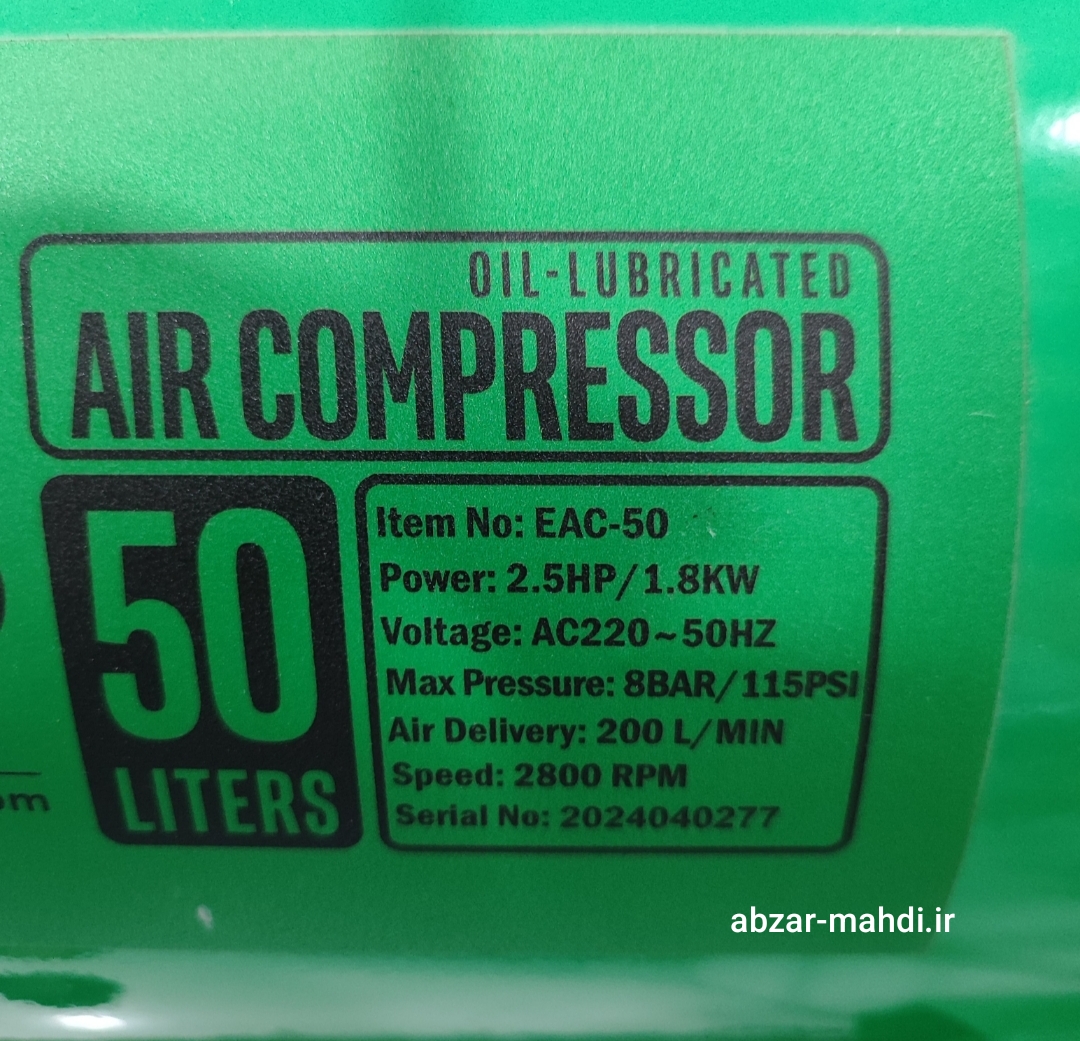 OIL-LUBRICATED
AIR COMPRESSOR
50
LITERS
Item No: EAC-50
Power: 2.5HP/1.8KW
Voltage: AC220~50HZ
Max Pressure: 8BAR/115PSI
Air Delivery: 200 L/MIN
Speed: 2800 RPM
Serial No: 2024040277
abzar-mahdi.ir